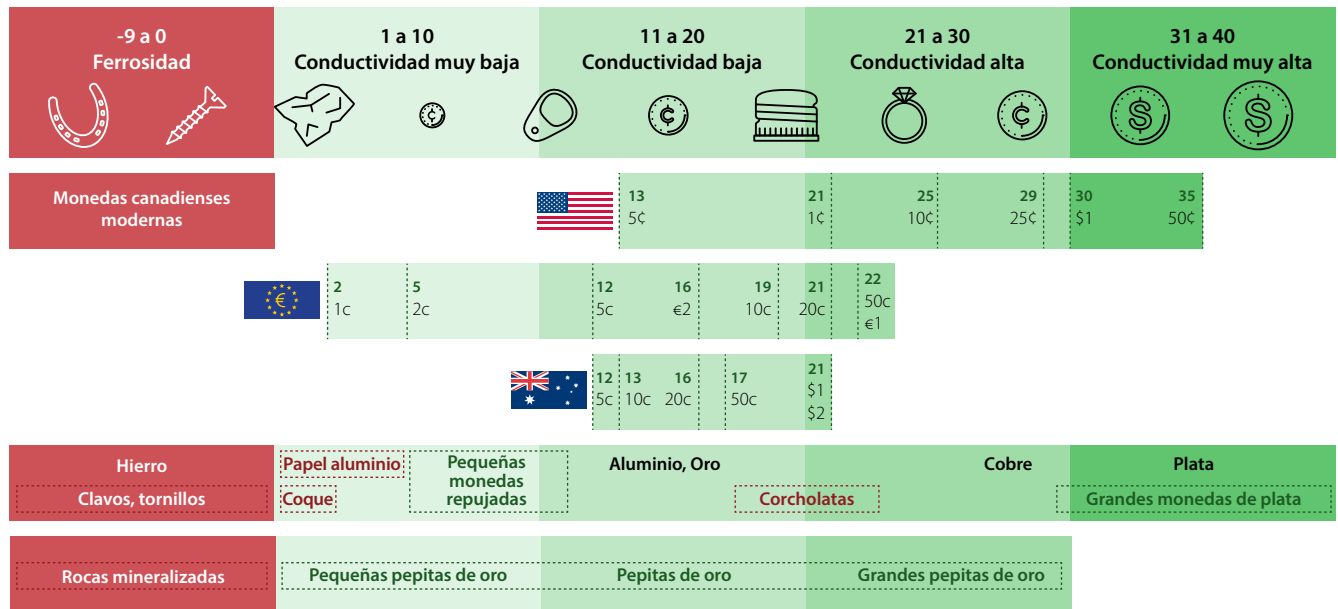 -9 a 0
Ferrosidad
1 a 10
Conductividad muy baja
11 a 20
Conductividad baja
21 a 30
Conductividad alta
31 a 40
Conductividad muy alta
¢
¢
¢
$
$
Monedas canadienses
modernas
13 21 25 29 30 35
5¢ 1¢ 10¢ 25¢ $1 50¢
€
2 5 12 16 19 21 22
1c 2c 5c €2 10c 20c 50c
€1
12 13 16 17 21
5c 10c 20c 50c $1
$2
Hierro
Clavos, tornillos
Papel aluminio
Coque
Pequeñas
monedas
repujadas
Aluminio, Oro
Corcholatas
Cobre
Plata
Grandes monedas de plata
Rocas mineralizadas
Pequeñas pepitas de oro
Pepitas de oro
Grandes pepitas de oro